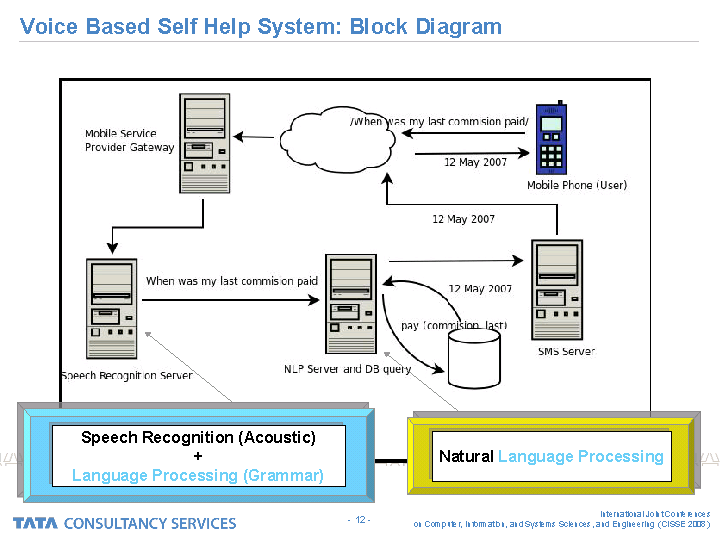 Voice Based Self Help System: Block Diagram
/When was my last commision paid/
Mobile Service
Provider Gateway
12 May 2007
Mobile Phone (User)
12 May 2007
When was my last commision paid
12 May 2007
pay (commision, last)
SMS Server
NLP Server and DB query
Speech Recognition Server
Speech Recognition (Acoustic)
+
Language Processing (Grammar)
Natural Language Processing
TATA CONSULTANCY SERVICES
- 12 -
International Joint Conferences
on Computer, Information, and Systems Sciences, and Engineering (CISSE 2008)